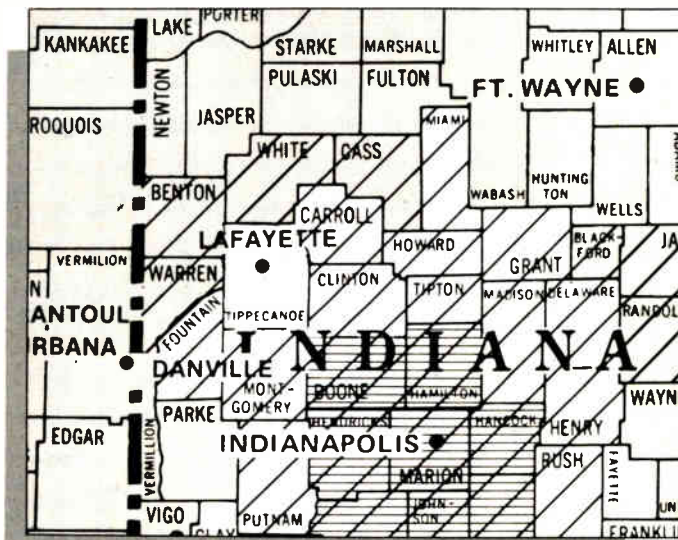 PORTER
LAKE
KANKAKEE
STARKE
MARSHALL
WHITLEY
ALLEN
PULASKI
FULTON
FT. WAYNE
NEWTON
JASPER
MIAMI
ROQUOIS
WHITE
CASS
BENTON
WABASH
HUNTING
TON
CARROLL
WELLS
LAFAYETTE
HOWARD
BLACK-
FORD
JA
VERMILION
WARREN
GRANT
CLINTON
TIPTON
MADISON
DELAWARE
ANTOUL
FOUNTAIN
TIPPECANOE
RANDOL
RBANA
DANVILLE
INDIANA
MONT-
GOMERY
BOONE
HAMILTON
PARKE
WAYN
HENDRICKS
HANCOCK
HENRY
EDGAR
INDIANAPOLIS
VERMILLION
MARION
RUSH
FAYETTE
VIGO
CLAY
PUTNAM
JOHN-
SON
UN
FRANKLI